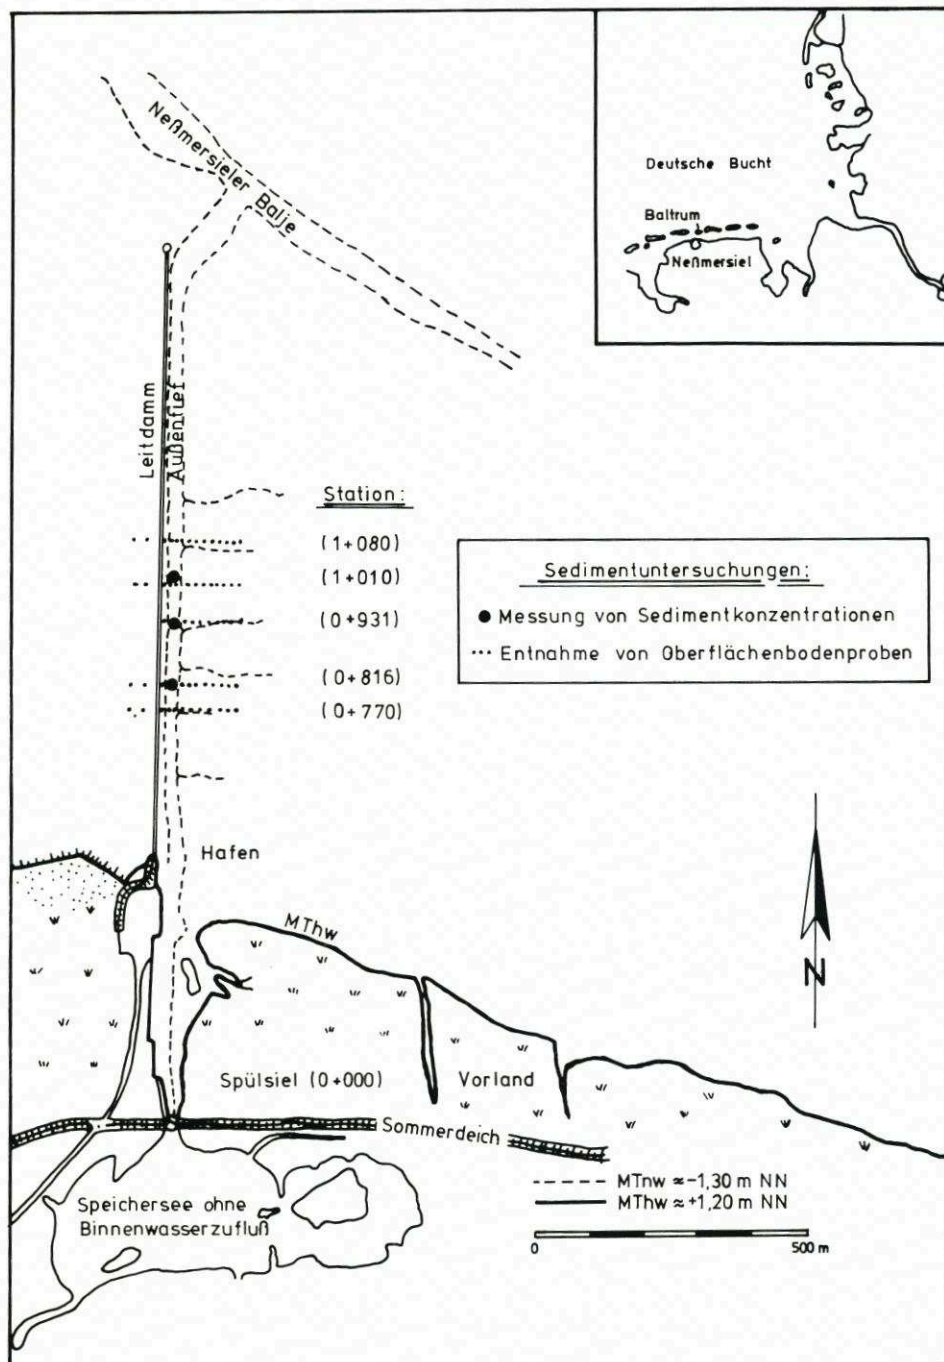 Deutsche Bucht
Baltrum
Neßmersiel
Neßmersieler Balje
Leitdamm
Außentief
Station:
(1+080)
(1+010)
(0+931)
(0+816)
(0+770)
Sedimentuntersuchungen:
Messung von Sedimentkonzentrationen
Entnahme von Oberflächenbodenproben
Hafen
MThw
N
Spülsiel (0+000)
Vorland
Sommerdeich
Speichersee ohne
Binnenwasserzufluß
MTnw ≈ -1,30 m NN
MThw ≈ +1,20 m NN
0 500 m